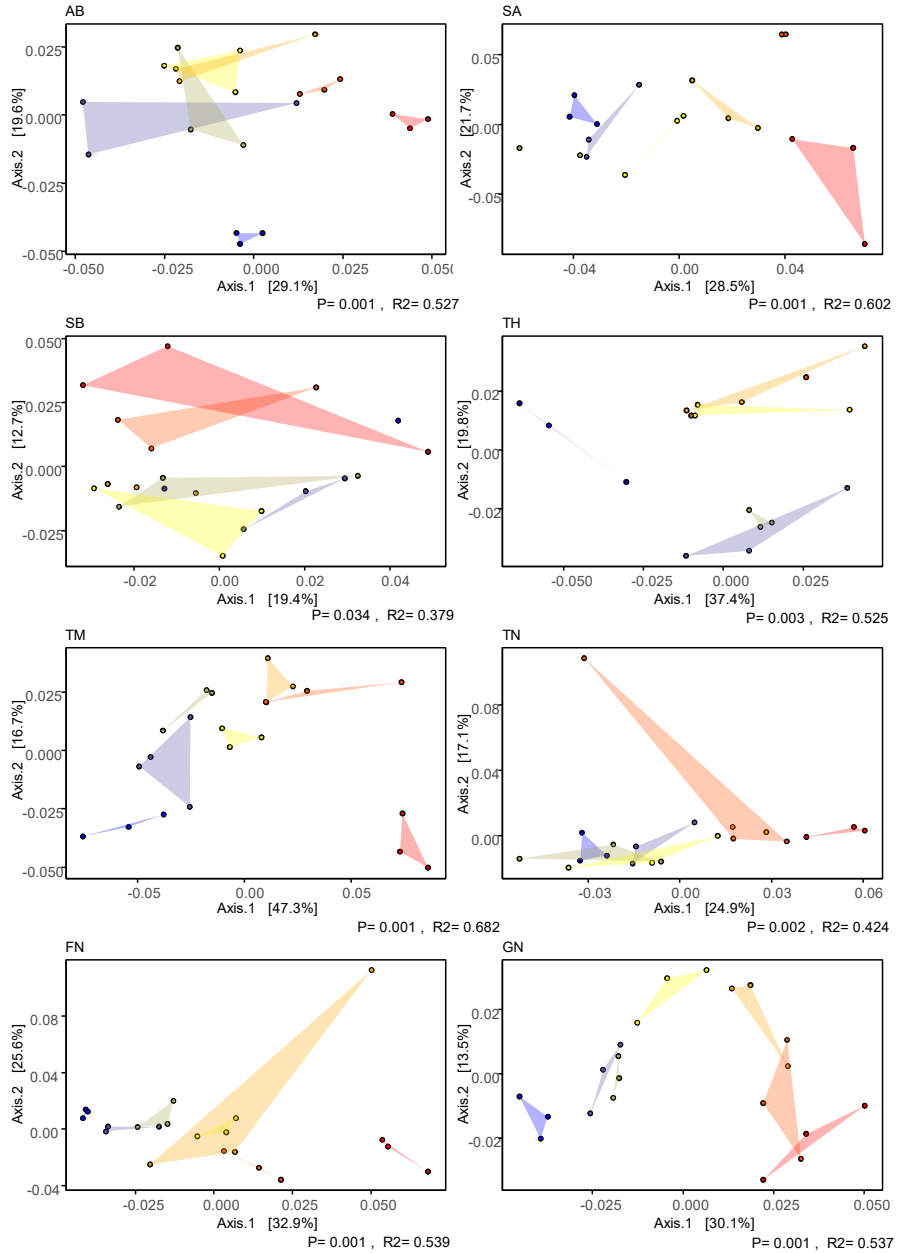 AB
SA
0.025
0.000
-0.025
-0.050
Axis.2 [19.6%]
-0.050 -0.025 0.000 0.025 0.050
Axis.1 [29.1%]
P= 0.001 , R2= 0.527
0.05
0.00
-0.05
Axis.2 [21.7%]
-0.04 0.00 0.04
Axis.1 [28.5%]
P= 0.001 , R2= 0.602
SB
TH
0.050
0.025
0.000
-0.025
Axis.2 [12.7%]
-0.02 0.00 0.02 0.04
Axis.1 [19.4%]
P= 0.034 , R2= 0.379
0.02
0.00
-0.02
Axis.2 [19.8%]
-0.050 -0.025 0.000 0.025
Axis.1 [37.4%]
P= 0.003 , R2= 0.525
TM
TN
0.025
0.000
-0.025
-0.050
Axis.2 [16.7%]
-0.05 0.00 0.05
Axis.1 [47.3%]
P= 0.001 , R2= 0.682
0.08
0.04
0.00
Axis.2 [17.1%]
-0.03 0.00 0.03 0.06
Axis.1 [24.9%]
P= 0.002 , R2= 0.424
FN
GN
0.08
0.04
0.00
-0.04
Axis.2 [25.6%]
-0.025 0.000 0.025 0.050
Axis.1 [32.9%]
P= 0.001 , R2= 0.539
0.02
0.00
-0.02
Axis.2 [13.5%]
-0.025 0.000 0.025 0.050
Axis.1 [30.1%]
P= 0.001 , R2= 0.537